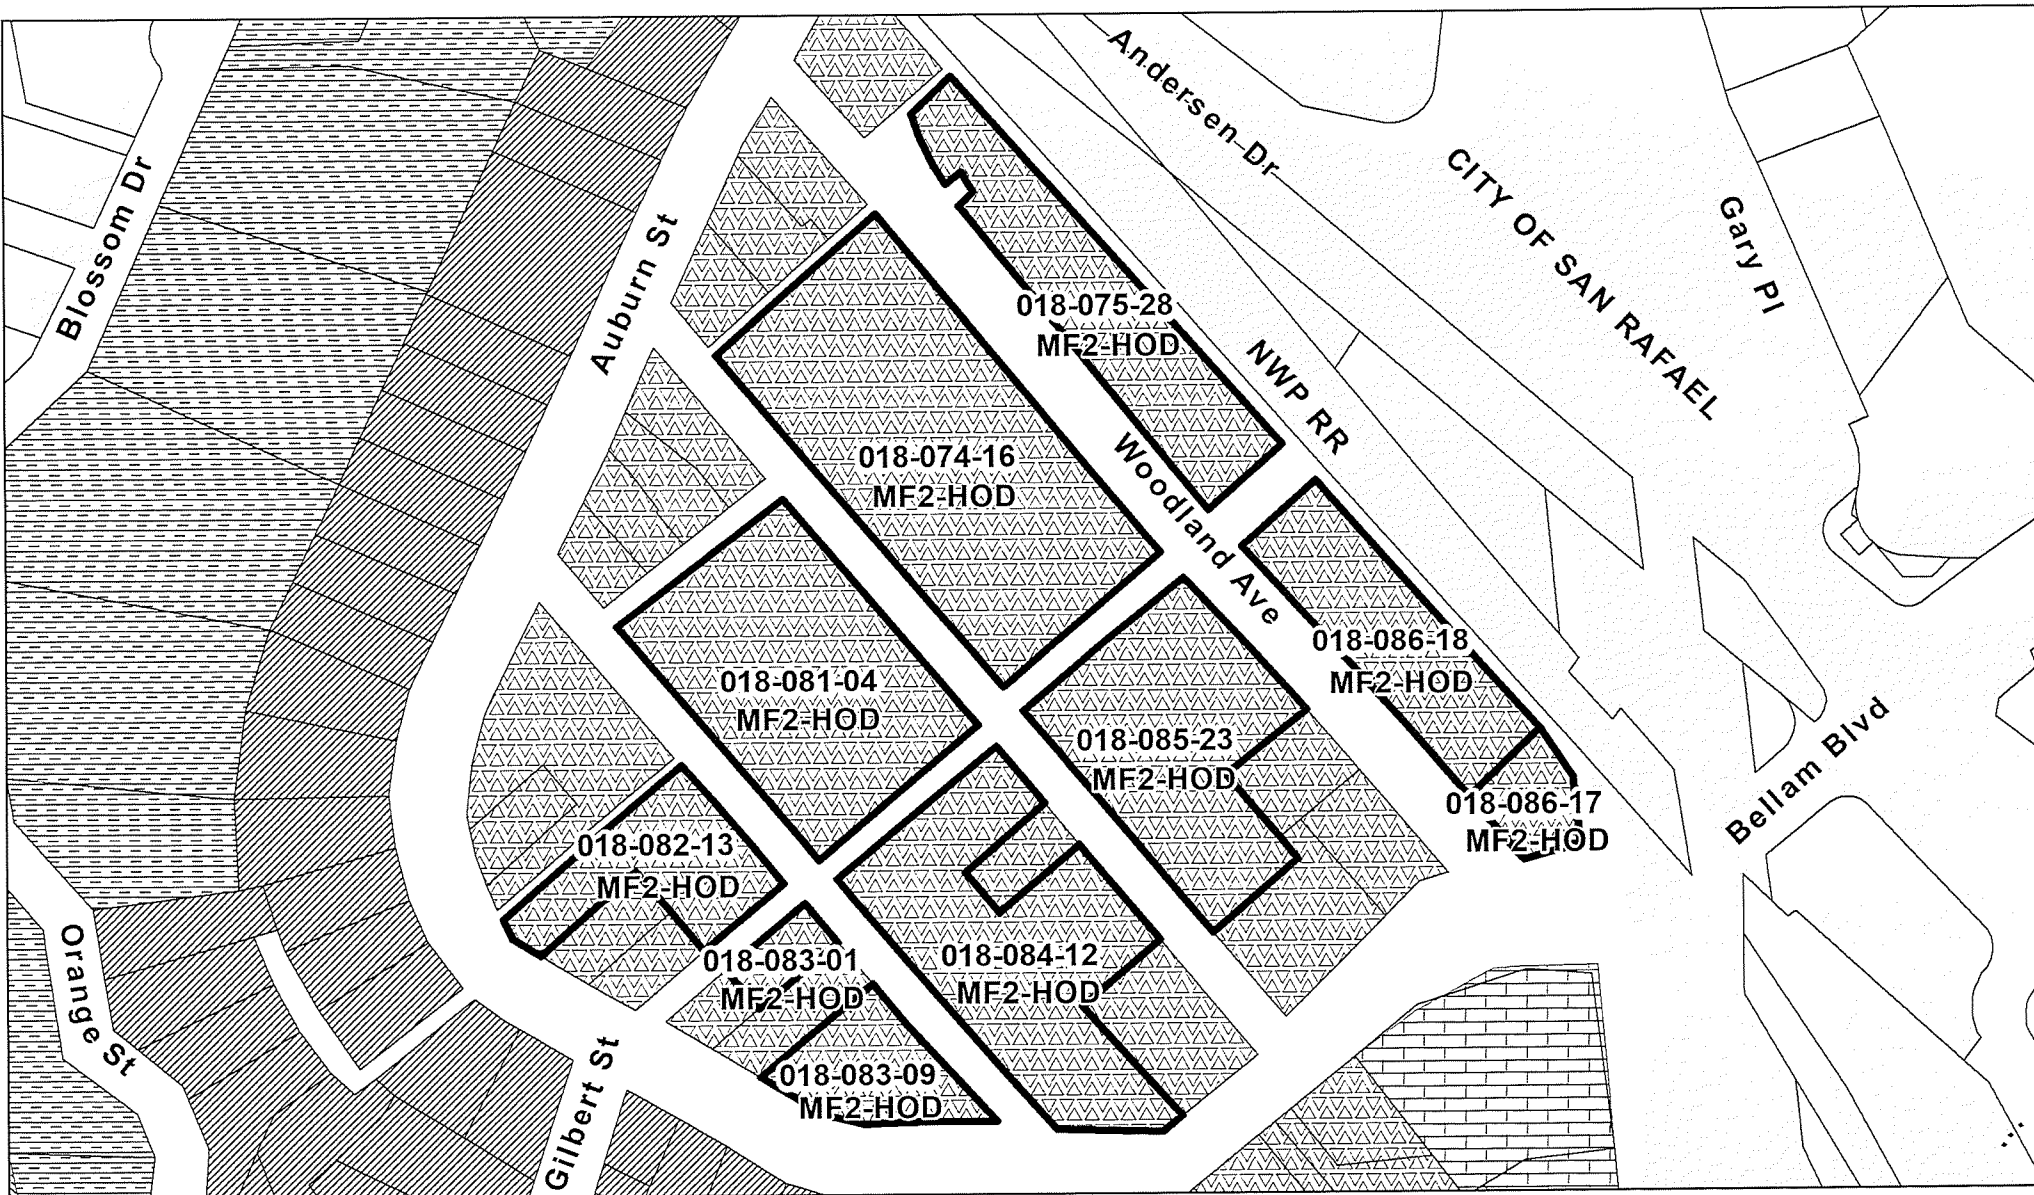 Andersen Dr
CITY OF SAN RAFAEL
Gary Pl
Blossom Dr
Auburn St
018-075-28
MF2-HOD
NWP RR
018-074-16
MF2-HOD
Woodland Ave
018-086-18
MF2-HOD
018-081-04
MF2-HOD
018-085-23
MF2-HOD
018-086-17
MF2-HOD
Bellam Blvd
018-082-13
MF2-HOD
018-083-01
MF2-HOD
018-084-12
MF2-HOD
Orange St
018-083-09
MF2-HOD
Gilbert St